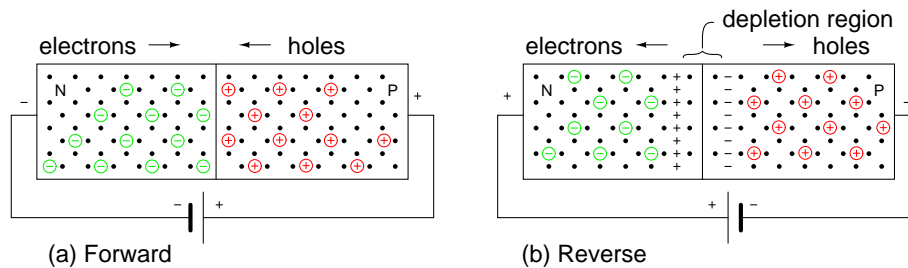 depletion region
electrons holes electrons holes
N P N P
− + + −
− + + −
(a) Forward (b) Reverse